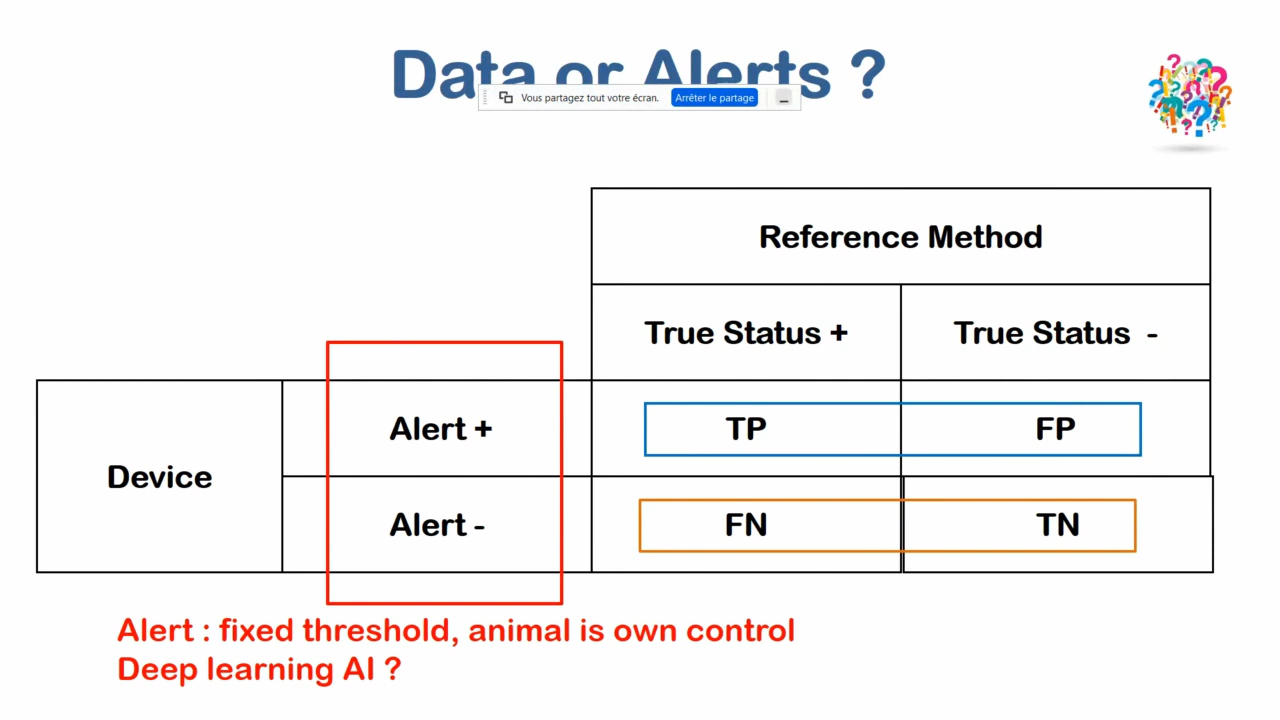 Data or Alerts ?
Vous partagez tout votre écran. Arrêter le partage
Reference Method
True Status + True Status -
Device
Alert + TP FP
Alert - FN TN
Alert : fixed threshold, animal is own control
Deep learning AI ?